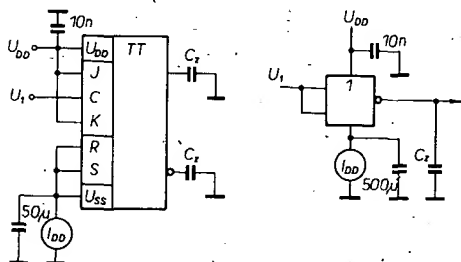 10n
U_DD
U_DD
TT
J
C_z
U_1
C
K
R
S
C_z
50μ
U_SS
I_DD
U_DD
10n
U_1
1
I_DD
500μ
C_z